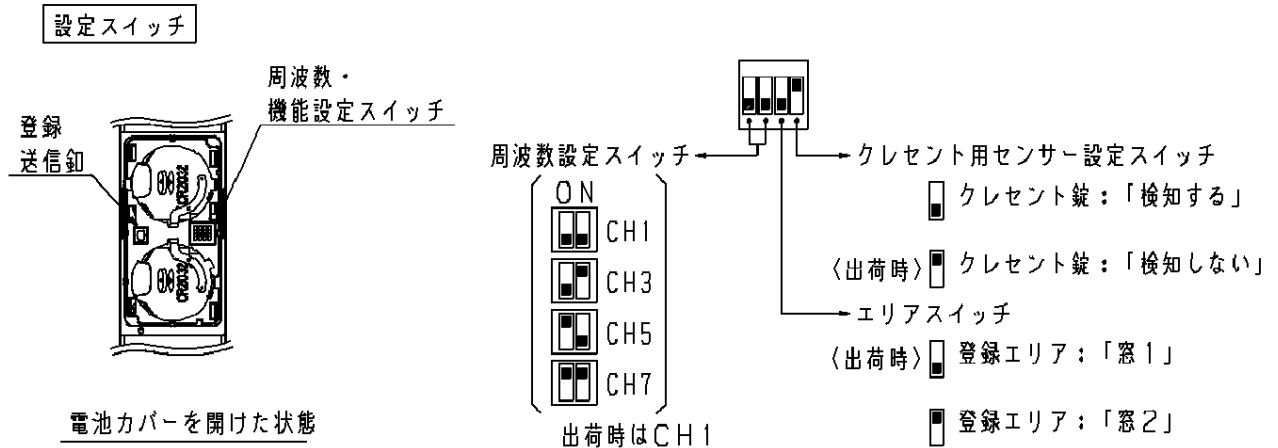 設定スイッチ
周波数・
機能設定スイッチ
登録
送信釦
CR2032
CR2032
電池カバーを開けた状態
周波数設定スイッチ
ON
CH1
CH3
CH5
CH7
出荷時はCH1
クレセント用センサー設定スイッチ
クレセント錠：「検知する」
〈出荷時〉 クレセント錠：「検知しない」
エリアスイッチ
〈出荷時〉 登録エリア：「窓1」
登録エリア：「窓2」